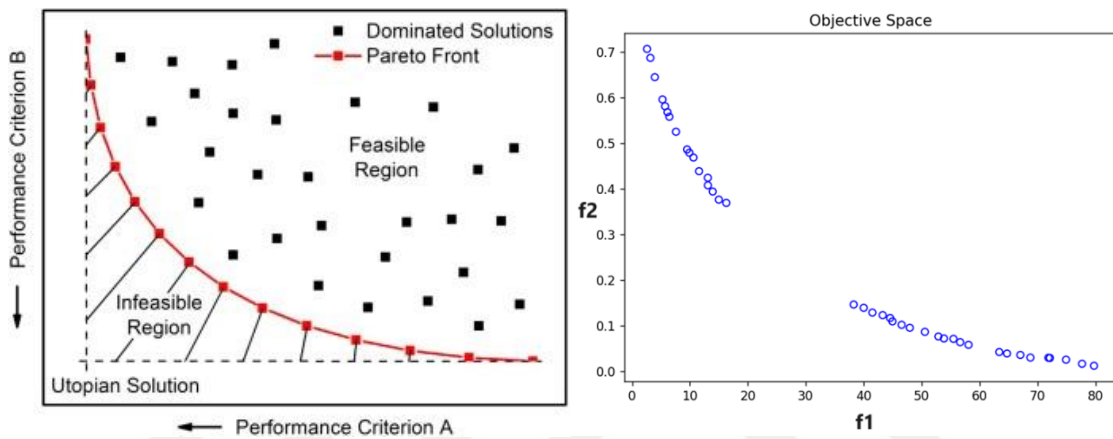 Dominated Solutions
Pareto Front
Feasible
Region
Infeasible
Region
Utopian Solution
Performance Criterion B
Performance Criterion A
Objective Space
0.7
0.6
0.5
0.4
0.3
0.2
0.1
0.0
f2
0
10
20
30
40
50
60
70
80
f1